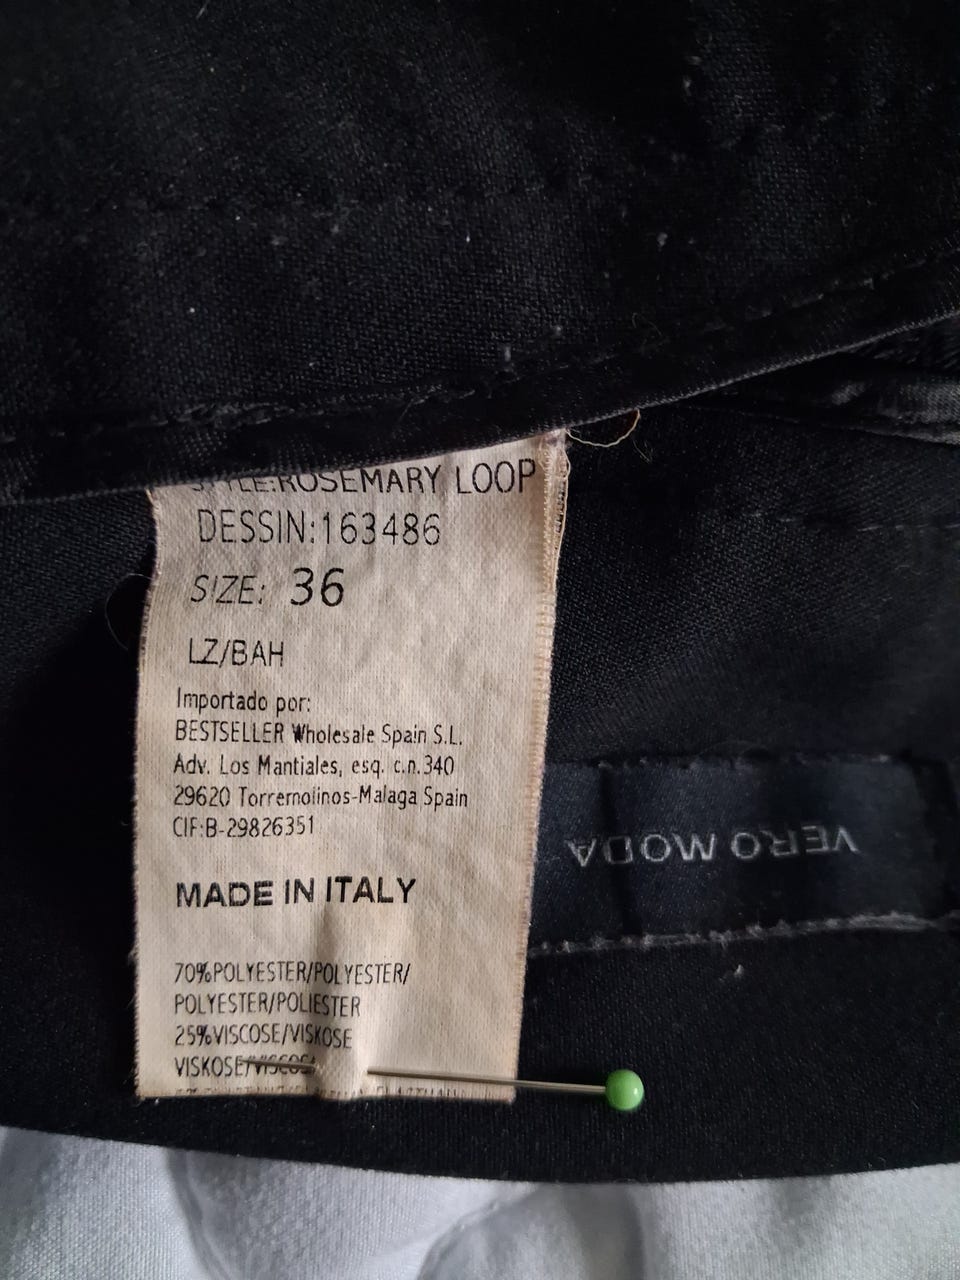 STYLE:ROSEMARY LOOP
DESSIN:163486
SIZE: 36
LZ/BAH
Importado por:
BESTSELLER Wholesale Spain S.L.
Adv. Los Mantiales, esq. c.n.340
29620 Torremolinos-Malaga Spain
CIF:B-29826351
MADE IN ITALY
70%POLYESTER/POLYESTER/
POLYESTER/POLIESTER
25%VISCOSE/VISKOSE
VISKOSE/VISCOSA
VERO MODA